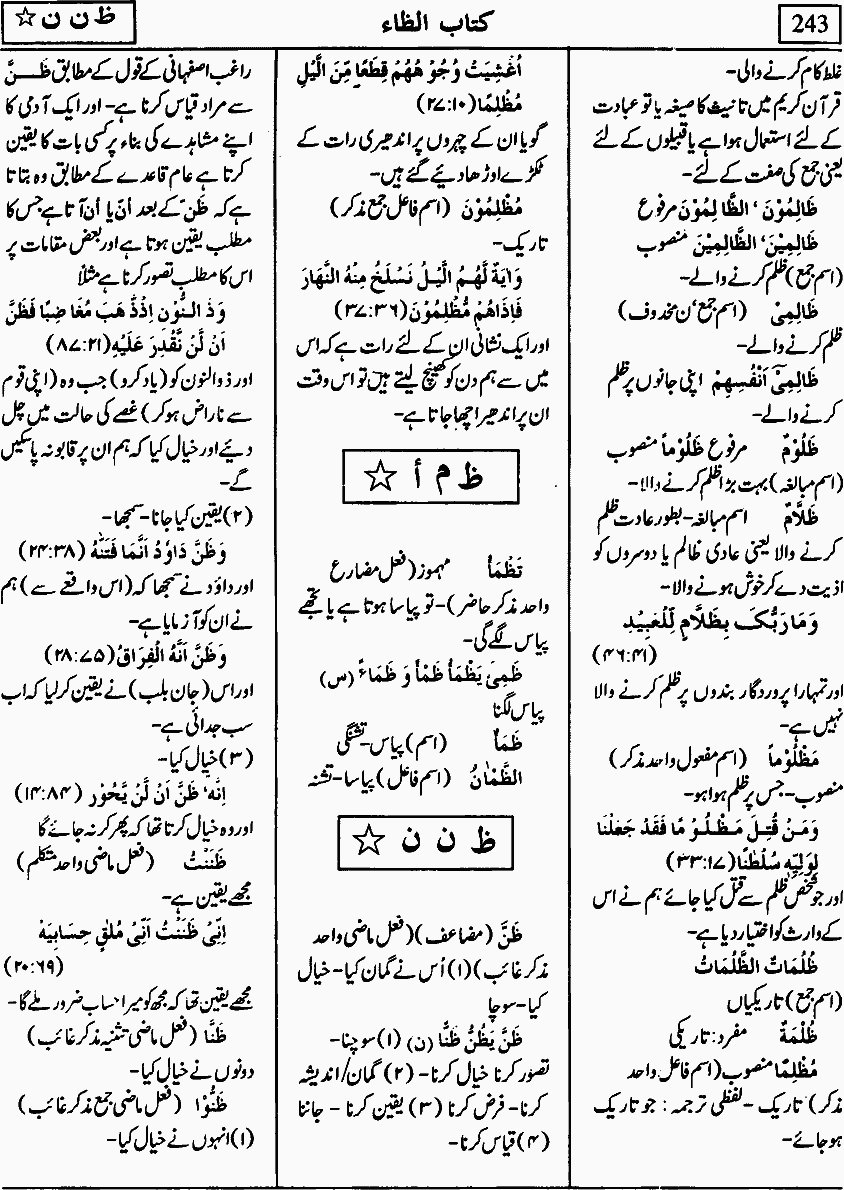 243
کتاب الظاء
ظ ن ن ☆
غلط کام کرنے والی-
قرآن کریم میں تانیث کا صیغہ یا تو عبادت
کے لئے استعمال ہوا ہے یا قبیلوں کے لئے
یعنی جمع کی صفت کے لئے-
ظَالِمُوْنَ ، الظَّالِمُوْنَ مرفوع
ظَالِمِيْنَ، الظَّالِمِيْنَ منصوب
(اسم جمع) ظلم کرنے والے-
ظَالِمِيْ (اسم جمع، ن محذوف)
ظلم کرنے والے-
ظَالِمِيْٓ اَنْفُسِهِمْ اپنی جانوں پر ظلم
کرنے والے-
ظَلُوْمٌ مرفوع ظَلُوْماً منصوب
(اسم مبالغہ) بہت بڑا ظلم کرنے والا-
ظَلَّامٌ اسم مبالغہ-بطور عادت ظلم
کرنے والا یعنی عادی ظالم یا دوسروں کو
اذیت دے کر خوش ہونے والا-
وَمَا رَبُّکَ بِظَلَّامٍ لِّلْعَبِيْدِ
(۴۶:۴۱)
اور تمہارا پروردگار بندوں پر ظلم کرنے والا
نہیں ہے-
مَظْلُوْماً (اسم مفعول واحد مذکر)
منصوب-جس پر ظلم ہوا ہو-
وَمَنْ قُتِلَ مَظْلُوْ مًا فَقَدْ جَعَلْنَا
لِوَلِيِّهٖ سُلْطٰنًا (۳۳:۱۷)
اور جو شخص ظلم سے قتل کیا جائے ہم نے اس
کے وارث کو اختیار دیا ہے-
ظُلُمَاتٌ الظُّلُمَاتُ
(اسم جمع) تاریکیاں
ظُلْمَةٌ مفرد: تاریکی
مُظْلِمًا منصوب (اسم فاعل واحد
مذکر) تاریک-لفظی ترجمہ: جو تاریک
ہو جائے-
اُغْشِيَتْ وُجُوْ هُهُمْ قِطَعًا مِّنَ الَّيْلِ
مُظْلِمًا (۲۷:۱۰)
گویا ان کے چہروں پر اندھیری رات کے
ٹکڑے اوڑھا دیئے گئے ہیں-
مُظْلِمُوْنَ (اسم فاعل جمع مذکر)
تاریک-
وَاٰيَةٌ لَّهُمُ الَّيْلُ نَسْلَخُ مِنْهُ النَّهَارَ
فَاِذَاهُمْ مُّظْلِمُوْنَ (۳۷:۳۶)
اور ایک نشانی ان کے لئے رات ہے کہ اس
میں سے ہم دن کو کھینچ لیتے ہیں تو اس وقت
ان پر اندھیرا چھا جاتا ہے-
ظ م أ ☆
تَظْمَأُ مہموز (فعل مضارع
واحد مذکر حاضر)-تو پیاسا ہوتا ہے یا تجھے
پیاس لگے گی-
ظَمِیَٔ يَظْمَأُ ظَمْأً وَ ظَمَاءً (س)
پیاس لگنا
ظَمَأٌ (اسم) پیاس-تشنگی
الظَّمْاٰنُ (اسم فاعل) پیاسا-تشنہ
ظ ن ن ☆
ظَنَّ (مضاعف)(فعل ماضی واحد
مذکر غائب) (۱) اُس نے گمان کیا-خیال
کیا-سوچا
ظَنَّ يَظُنُّ ظَنًّا (ن) (۱) سوچنا-
تصور کرنا خیال کرنا- (۲) گمان/اندیشہ
کرنا- فرض کرنا (۳) یقین کرنا - جاننا
(۴) قیاس کرنا-
راغب اصفہانی کے قول کے مطابق ظَنَّ
سے مراد قیاس کرنا ہے- اور ایک آدمی کا
اپنے مشاہدے کی بناء پر کسی بات کا یقین
کرنا ہے عام قاعدے کے مطابق وہ بتاتا
ہے کہ ظَنَ کے بعد اَنَّ یا اَنْ آتا ہے جس کا
مطلب یقین ہوتا ہے اور بعض مقامات پر
اس کا مطلب تصور کرنا ہے مثلاً
وَذَ النُّوْنِ اِذْذَّ هَبَ مُغَا ضِبًا فَظَنَّ
اَنْ لَّنْ نَّقْدِرَ عَلَيْهِ (۸۷:۲۱)
اور ذوالنون کو (یاد کرو) جب وہ (اپنی قوم
سے ناراض ہو کر) غصے کی حالت میں چل
دیئے اور خیال کیا کہ ہم ان پر قابو نہ پا سکیں
گے-
(۲) یقین کیا جانا-سمجھا-
وَظَنَّ دَاوٗدُ اَنَّمَا فَتَنّٰهُ (۲۴:۳۸)
اور داؤد نے سمجھا کہ (اس واقعے سے) ہم
نے ان کو آزمایا ہے-
وَظَنَّ اَنَّهُ الْفِرَاقُ (۲۸:۷۵)
اور اس (جان بلب) نے یقین کر لیا کہ اب
سب جدائی ہے-
(۳) خیال کیا-
اِنَّهٗ ظَنَّ اَنْ لَّنْ يَّحُوْرَ (۱۴:۸۴)
اور وہ خیال کرتا تھا کہ پھر کر نہ جائے گا
ظَنَنْتُ (فعل ماضی واحد متکلم)
مجھے یقین ہے-
اِنِّیْ ظَنَنْتُ اَنِّیْ مُلٰقٍ حِسَابِيَهْ
(۲۰:۶۹)
مجھے یقین تھا کہ مجھ کو میرا حساب ضرور ملے گا-
ظَنَّا (فعل ماضی تثنیہ مذکر غائب)
دونوں نے خیال کیا-
ظَنُّوْا (فعل ماضی جمع مذکر غائب)
(۱) انہوں نے خیال کیا-